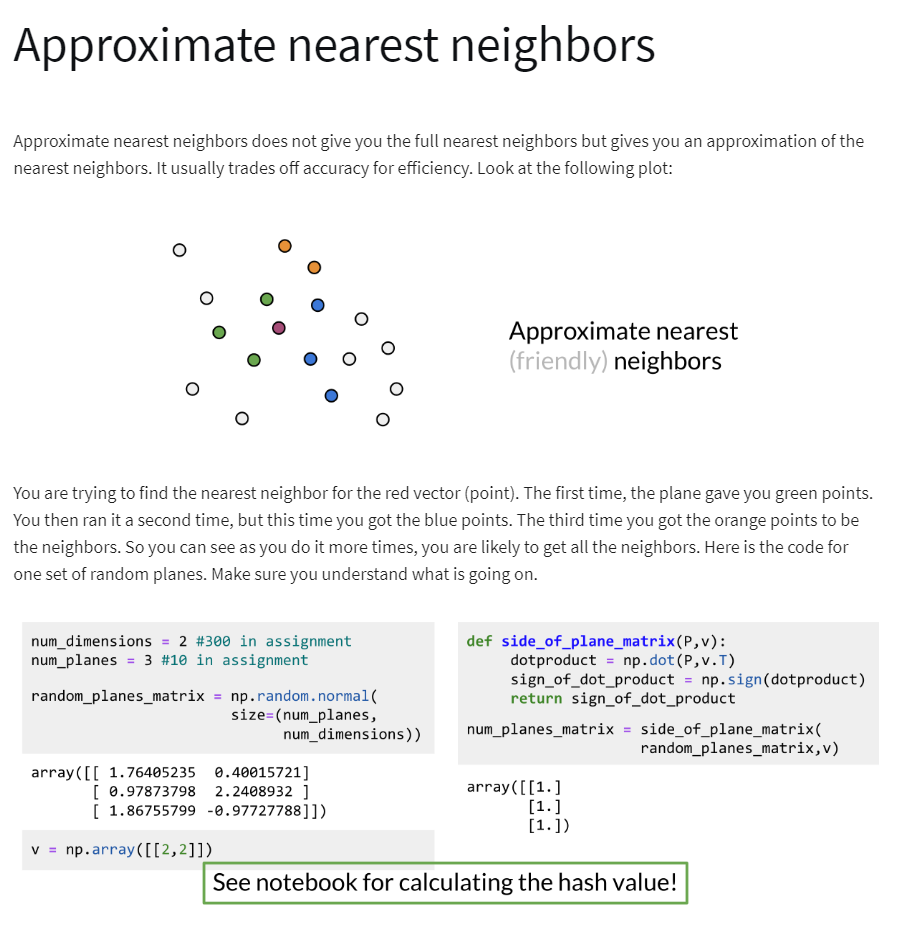 Approximate nearest neighbors
Approximate nearest neighbors does not give you the full nearest neighbors but gives you an approximation of the
nearest neighbors. It usually trades off accuracy for efficiency. Look at the following plot:
Approximate nearest
(friendly) neighbors
You are trying to find the nearest neighbor for the red vector (point). The first time, the plane gave you green points.
You then ran it a second time, but this time you got the blue points. The third time you got the orange points to be
the neighbors. So you can see as you do it more times, you are likely to get all the neighbors. Here is the code for
one set of random planes. Make sure you understand what is going on.
num_dimensions = 2 #300 in assignment
num_planes = 3 #10 in assignment
random_planes_matrix = np.random.normal(
size=(num_planes,
num_dimensions))
array([[ 1.76405235 0.40015721]
[ 0.97873798 2.2408932 ]
[ 1.86755799 -0.97727788]])
v = np.array([[2,2]])
def side_of_plane_matrix(P,v):
dotproduct = np.dot(P,v.T)
sign_of_dot_product = np.sign(dotproduct)
return sign_of_dot_product
num_planes_matrix = side_of_plane_matrix(
random_planes_matrix,v)
array([[1.]
[1.]
[1.])
See notebook for calculating the hash value!